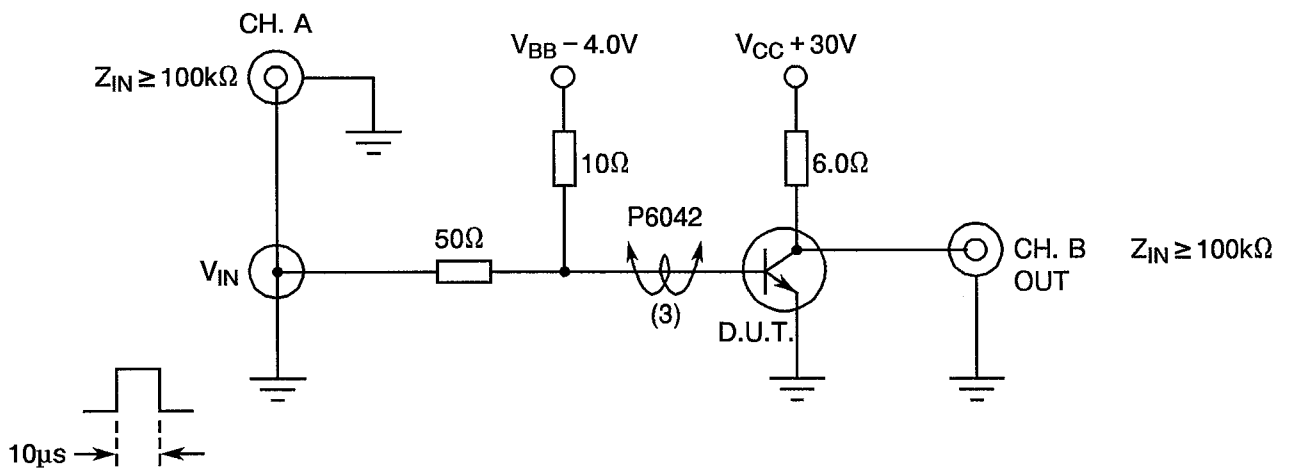 CH. A
Z_IN ≥ 100kΩ
V_BB − 4.0V
V_CC + 30V
10Ω
6.0Ω
P6042
50Ω
V_IN
(3)
D.U.T.
CH. B
OUT
Z_IN ≥ 100kΩ
10μs